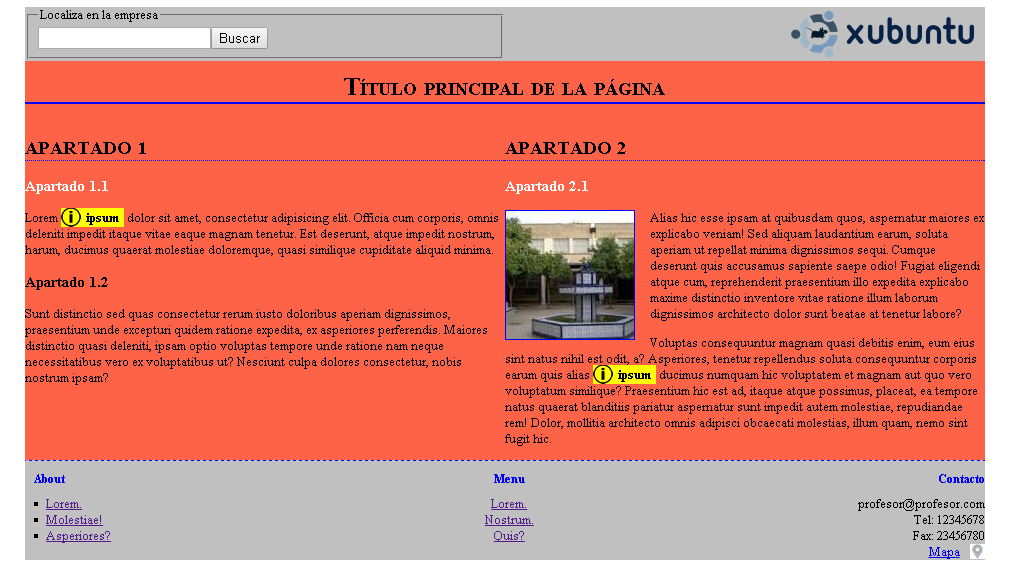 Localiza en la empresa
Buscar
xubuntu
Título principal de la página
APARTADO 1
Apartado 1.1
Lorem ipsum dolor sit amet, consectetur adipisicing elit. Officia cum corporis, omnis
deleniti impedit itaque vitae eaque magnam tenetur. Est deserunt, atque impedit nostrum,
harum, ducimus quaerat molestiae doloremque, quasi similique cupiditate aliquid minima.
Apartado 1.2
Sunt distinctio sed quas consectetur rerum iusto doloribus aperiam dignissimos,
praesentium unde excepturi quidem ratione expedita, ex asperiores perferendis. Maiores
distinctio quasi deleniti, ipsam optio voluptas tempore unde ratione nam neque
necessitatibus vero ex voluptatibus ut? Nesciunt culpa dolores consectetur, nobis
nostrum ipsam?
APARTADO 2
Apartado 2.1
Alias hic esse ipsam at quibusdam quos, aspernatur maiores ex
explicabo veniam! Sed aliquam laudantium earum, soluta
aperiam ut repellat minima dignissimos sequi. Cumque
deserunt quis accusamus sapiente saepe odio! Fugiat eligendi
atque cum, reprehenderit praesentium illo expedita explicabo
maxime distinctio inventore vitae ratione illum laborum
dignissimos architecto dolor sunt beatae at tenetur labore?
Voluptas consequuntur magnam quasi debitis enim, eum eius
sint natus nihil est odit, a? Asperiores, tenetur repellendus soluta consequuntur corporis
earum quis alias ipsum ducimus numquam hic voluptatem et magnam aut quo vero
voluptatum similique? Praesentium hic est ad, itaque atque possimus, placeat, ea tempore
natus quaerat blanditiis pariatur aspernatur sunt impedit autem molestiae, repudiandae
rem! Dolor, mollitia architecto omnis adipisci obcaecati molestias, illum quam, nemo sint
fugit hic.
About
Lorem.
Molestiae!
Asperiores?
Menu
Lorem.
Nostrum.
Quis?
Contacto
profesor@profesor.com
Tel: 12345678
Fax: 23456780
Mapa